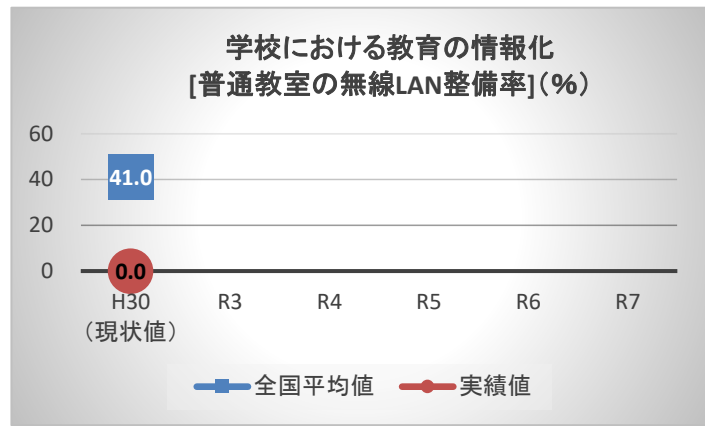 学校における教育の情報化
[普通教室の無線LAN整備率](%)
60
40
20
0
41.0
0.0
H30 R3 R4 R5 R6 R7
（現状値）
全国平均値 実績値